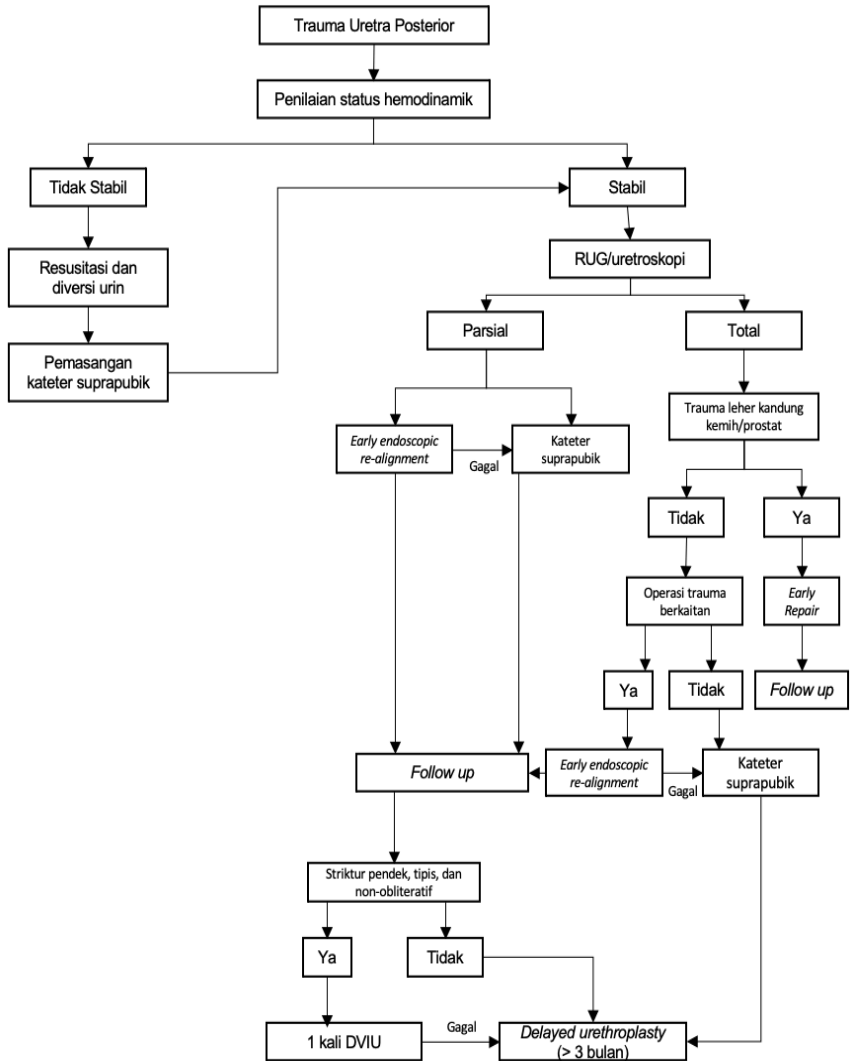 Trauma Uretra Posterior
Penilaian status hemodinamik
Tidak Stabil
Stabil
Resusitasi dan
diversi urin
RUG/uretroskopi
Pemasangan
kateter suprapubik
Parsial
Total
Trauma leher kandung
kemih/prostat
Early endoscopic
re-alignment
Gagal
Kateter
suprapubik
Tidak
Ya
Operasi trauma
berkaitan
Early
Repair
Ya
Tidak
Follow up
Follow up
Early endoscopic
re-alignment
Gagal
Kateter
suprapubik
Striktur pendek, tipis, dan
non-obliteratif
Ya
Tidak
1 kali DVIU
Gagal
Delayed urethroplasty
(> 3 bulan)